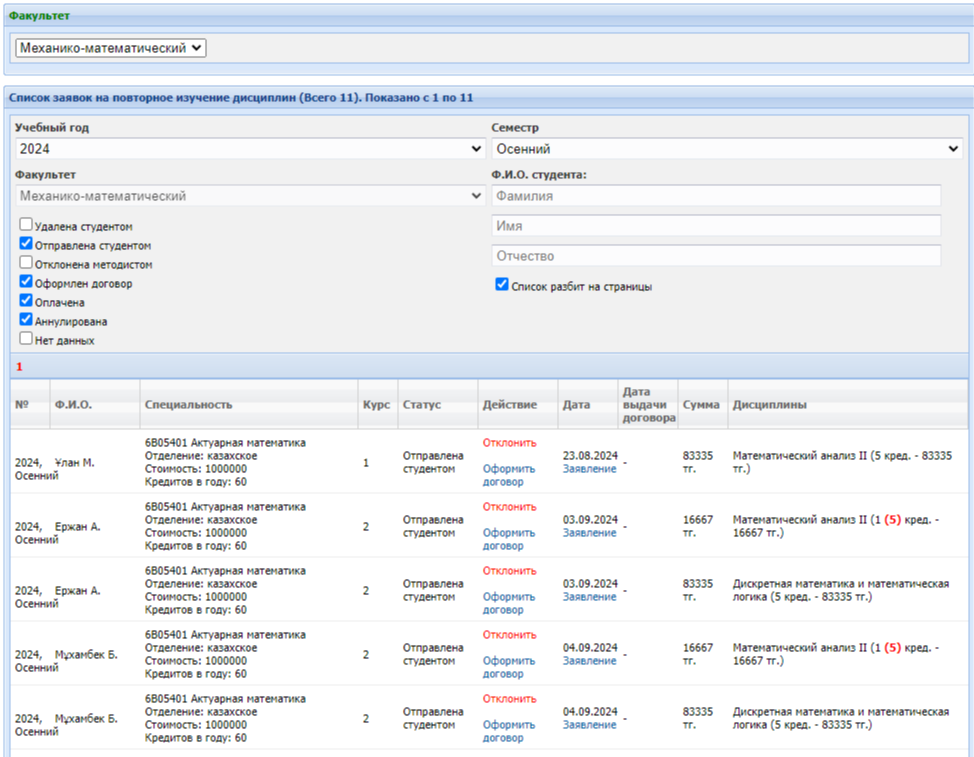 Факультет
Механико-математический
Список заявок на повторное изучение дисциплин (Всего 11). Показано с 1 по 11
Учебный год
Семестр
2024
Осенний
Факультет
Ф.И.О. студента:
Механико-математический
Фамилия
Имя
Отчество
Удалена студентом
Отправлена студентом
Отклонена методистом
Оформлен договор
Оплачена
Аннулирована
Нет данных
Список разбит на страницы
1
№ Ф.И.О. Специальность Курс Статус Действие Дата Дата выдачи договора Сумма Дисциплины
2024, Осенний
Ұлан М.
6В05401 Актуарная математика
Отделение: казахское
Стоимость: 1000000
Кредитов в году: 60
1
Отправлена
студентом
Отклонить
Оформить
договор
23.08.2024
Заявление
-
83335
тг.
Математический анализ II (5 кред. - 83335
тг.)
2024, Осенний
Ержан А.
6В05401 Актуарная математика
Отделение: казахское
Стоимость: 1000000
Кредитов в году: 60
2
Отправлена
студентом
Отклонить
Оформить
договор
03.09.2024
Заявление
-
16667
тг.
Математический анализ II (1 (5) кред. -
16667 тг.)
2024, Осенний
Ержан А.
6В05401 Актуарная математика
Отделение: казахское
Стоимость: 1000000
Кредитов в году: 60
2
Отправлена
студентом
Отклонить
Оформить
договор
03.09.2024
Заявление
-
83335
тг.
Дискретная математика и математическая
логика (5 кред. - 83335 тг.)
2024, Осенний
Мұхамбек Б.
6В05401 Актуарная математика
Отделение: казахское
Стоимость: 1000000
Кредитов в году: 60
2
Отправлена
студентом
Отклонить
Оформить
договор
04.09.2024
Заявление
-
16667
тг.
Математический анализ II (1 (5) кред. -
16667 тг.)
2024, Осенний
Мұхамбек Б.
6В05401 Актуарная математика
Отделение: казахское
Стоимость: 1000000
Кредитов в году: 60
2
Отправлена
студентом
Отклонить
Оформить
договор
04.09.2024
Заявление
-
83335
тг.
Дискретная математика и математическая
логика (5 кред. - 83335 тг.)